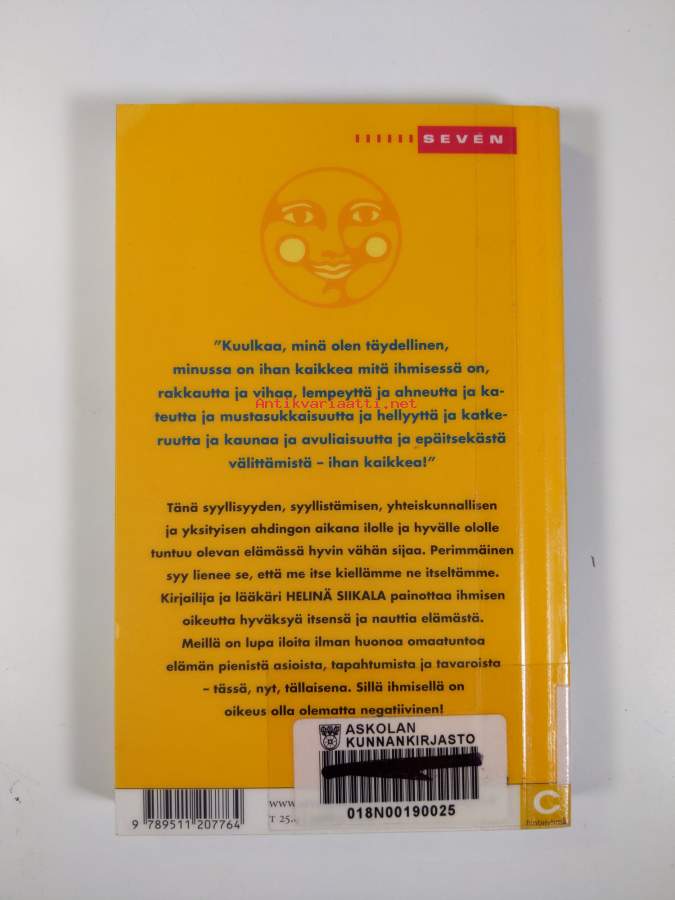 SEVEN
”Kuulkaa, minä olen täydellinen,
minussa on ihan kaikkea mitä ihmisessä on,
rakkautta ja vihaa, lempeyttä ja ahneutta ja ka-
Antikvariaatti.net
teutta ja mustasukkaisuutta ja hellyyttä ja katke-
ruutta ja kaunaa ja avuliaisuutta ja epäitsekästä
välittämistä – ihan kaikkea!”
Tänä syyllisyyden, syyllistämisen, yhteiskunnallisen
ja yksityisen ahdingon aikana ilolle ja hyvälle ololle
tuntuu olevan elämässä hyvin vähän sijaa. Perimmäinen
syy lienee se, että me itse kiellämme ne itseltämme.
Kirjailija ja lääkäri HELINÄ SIIKALA painottaa ihmisen
oikeutta hyväksyä itsensä ja nauttia elämästä.
Meillä on lupa iloita ilman huonoa omaatuntoa
elämän pienistä asioista, tapahtumista ja tavaroista
– tässä, nyt, tällaisena. Sillä ihmisellä on
oikeus olla olematta negatiivinen!
ASKOLAN
KUNNANKIRJASTO
018N00190025
www
T 25.
9 789511 207764
C